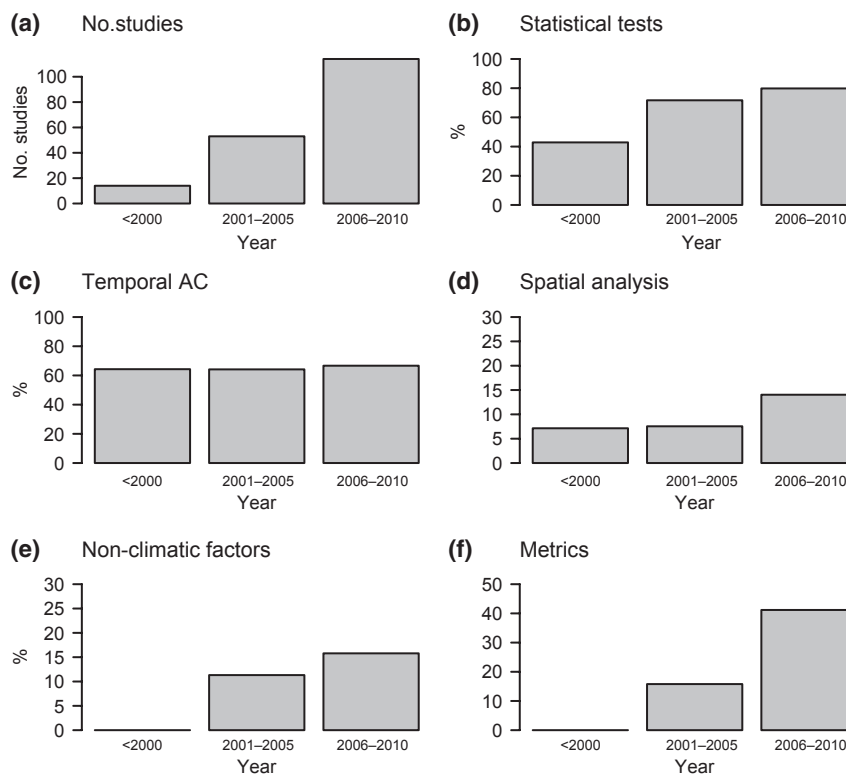 (a) No.studies
No. studies
100
80
60
40
20
0
<2000 2001–2005 2006–2010
Year
(b) Statistical tests
%
100
80
60
40
20
0
<2000 2001–2005 2006–2010
Year
(c) Temporal AC
%
100
80
60
40
20
0
<2000 2001–2005 2006–2010
Year
(d) Spatial analysis
30
25
20
15
10
5
0
<2000 2001–2005 2006–2010
Year
(e) Non-climatic factors
%
30
25
20
15
10
5
0
<2000 2001–2005 2006–2010
Year
(f) Metrics
50
40
30
20
10
0
<2000 2001–2005 2006–2010
Year